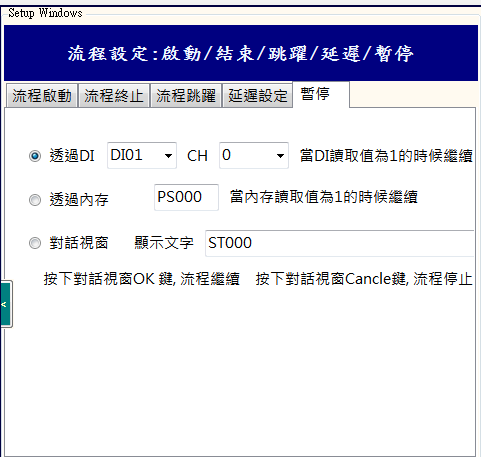 Setup Windows
流程設定:啟動/結束/跳躍/延遲/暫停
流程啟動 流程終止 流程跳躍 延遲設定 暫停
透過DI DI01 CH 0 當DI讀取值為1的時候繼續
透過內存 PS000 當內存讀取值為1的時候繼續
對話視窗 顯示文字 ST000
按下對話視窗OK 鍵, 流程繼續 按下對話視窗Cancle鍵, 流程停止
<